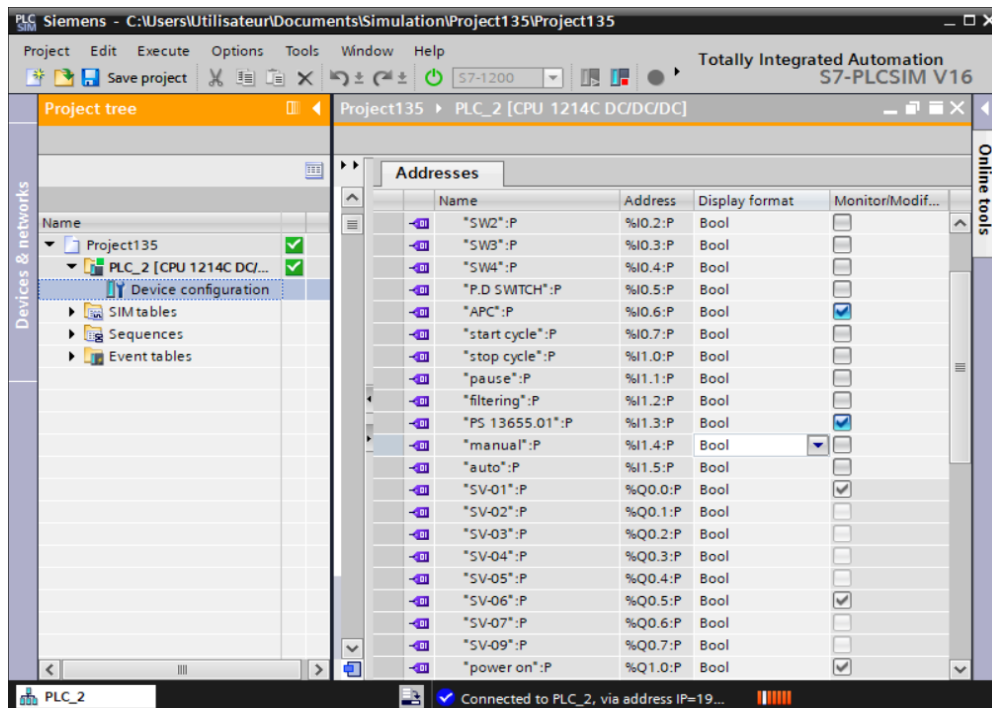 Siemens - C:\Users\Utilisateur\Documents\Simulation\Project135\Project135
Project Edit Execute Options Tools Window Help
Totally Integrated Automation
S7-PLCSIM V16
Save project S7-1200
Project tree
Project135 PLC_2 [CPU 1214C DC/DC/DC]
Devices & networks
Online tools
Addresses
Name
Project135
PLC_2 [CPU 1214C DC/...
Device configuration
SIM tables
Sequences
Event tables
Name Address Display format Monitor/Modif...
"SW2":P %I0.2:P Bool
"SW3":P %I0.3:P Bool
"SW4":P %I0.4:P Bool
"P.D SWITCH":P %I0.5:P Bool
"APC":P %I0.6:P Bool
"start cycle":P %I0.7:P Bool
"stop cycle":P %I1.0:P Bool
"pause":P %I1.1:P Bool
"filtering":P %I1.2:P Bool
"PS 13655.01":P %I1.3:P Bool
"manual":P %I1.4:P Bool
"auto":P %I1.5:P Bool
"SV-01":P %Q0.0:P Bool
"SV-02":P %Q0.1:P Bool
"SV-03":P %Q0.2:P Bool
"SV-04":P %Q0.3:P Bool
"SV-05":P %Q0.4:P Bool
"SV-06":P %Q0.5:P Bool
"SV-07":P %Q0.6:P Bool
"SV-09":P %Q0.7:P Bool
"power on":P %Q1.0:P Bool
PLC_2
Connected to PLC_2, via address IP=19...